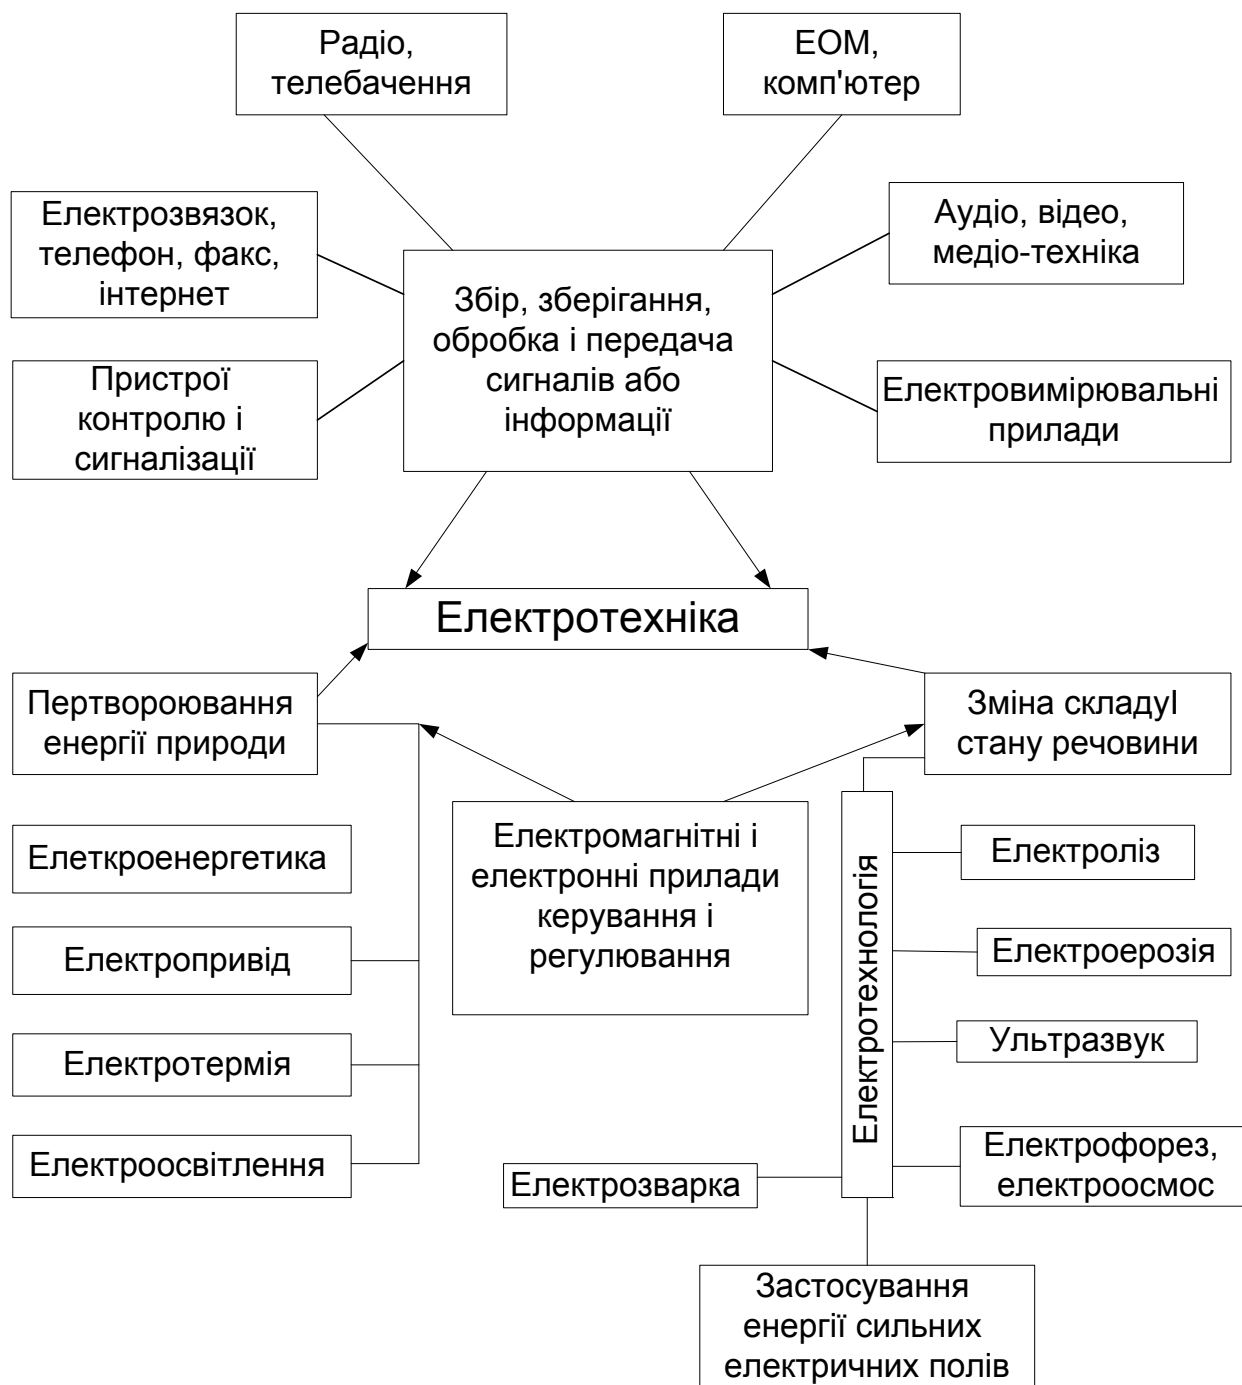 Радіо,
телебачення
ЕОМ,
комп'ютер
Електрозвязок,
телефон, факс,
інтернет
Аудіо, відео,
медіо-техніка
Збір, зберігання,
обробка і передача
сигналів або
інформації
Пристрої
контролю і
сигналізації
Електровимірювальні
прилади
Електротехніка
Пертвороювання
енергії природи
Зміна складуІ
стану речовини
Електромагнітні і
електронні прилади
керування і
регулювання
Елеткроенергетика
Електропривід
Електротермія
Електроосвітлення
Електротехнологія
Електроліз
Електроерозія
Ультразвук
Електрофорез,
електроосмос
Електрозварка
Застосування
енергії сильних
електричних полів